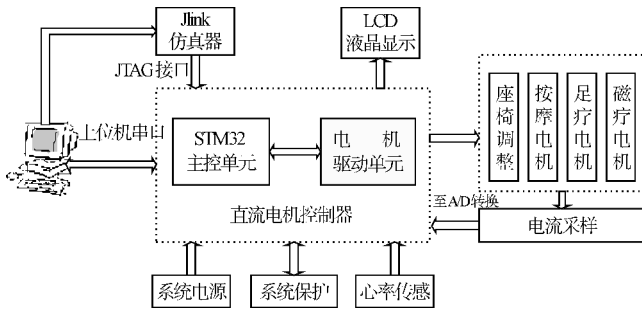 Jlink
仿真器
LCD
液晶显示
JTAG接口
上位机串口
STM32
主控单元
电 机
驱动单元
直流电机控制器
座椅调整
按摩电机
足疗电机
磁疗电机
至A/D转换
电流采样
系统电源
系统保护
心率传感